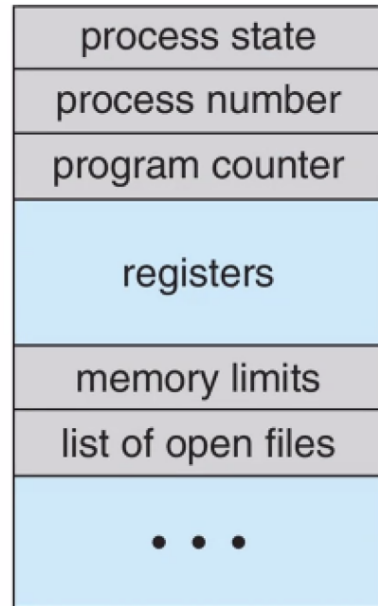 process state
process number
program counter
registers
memory limits
list of open files
• • •